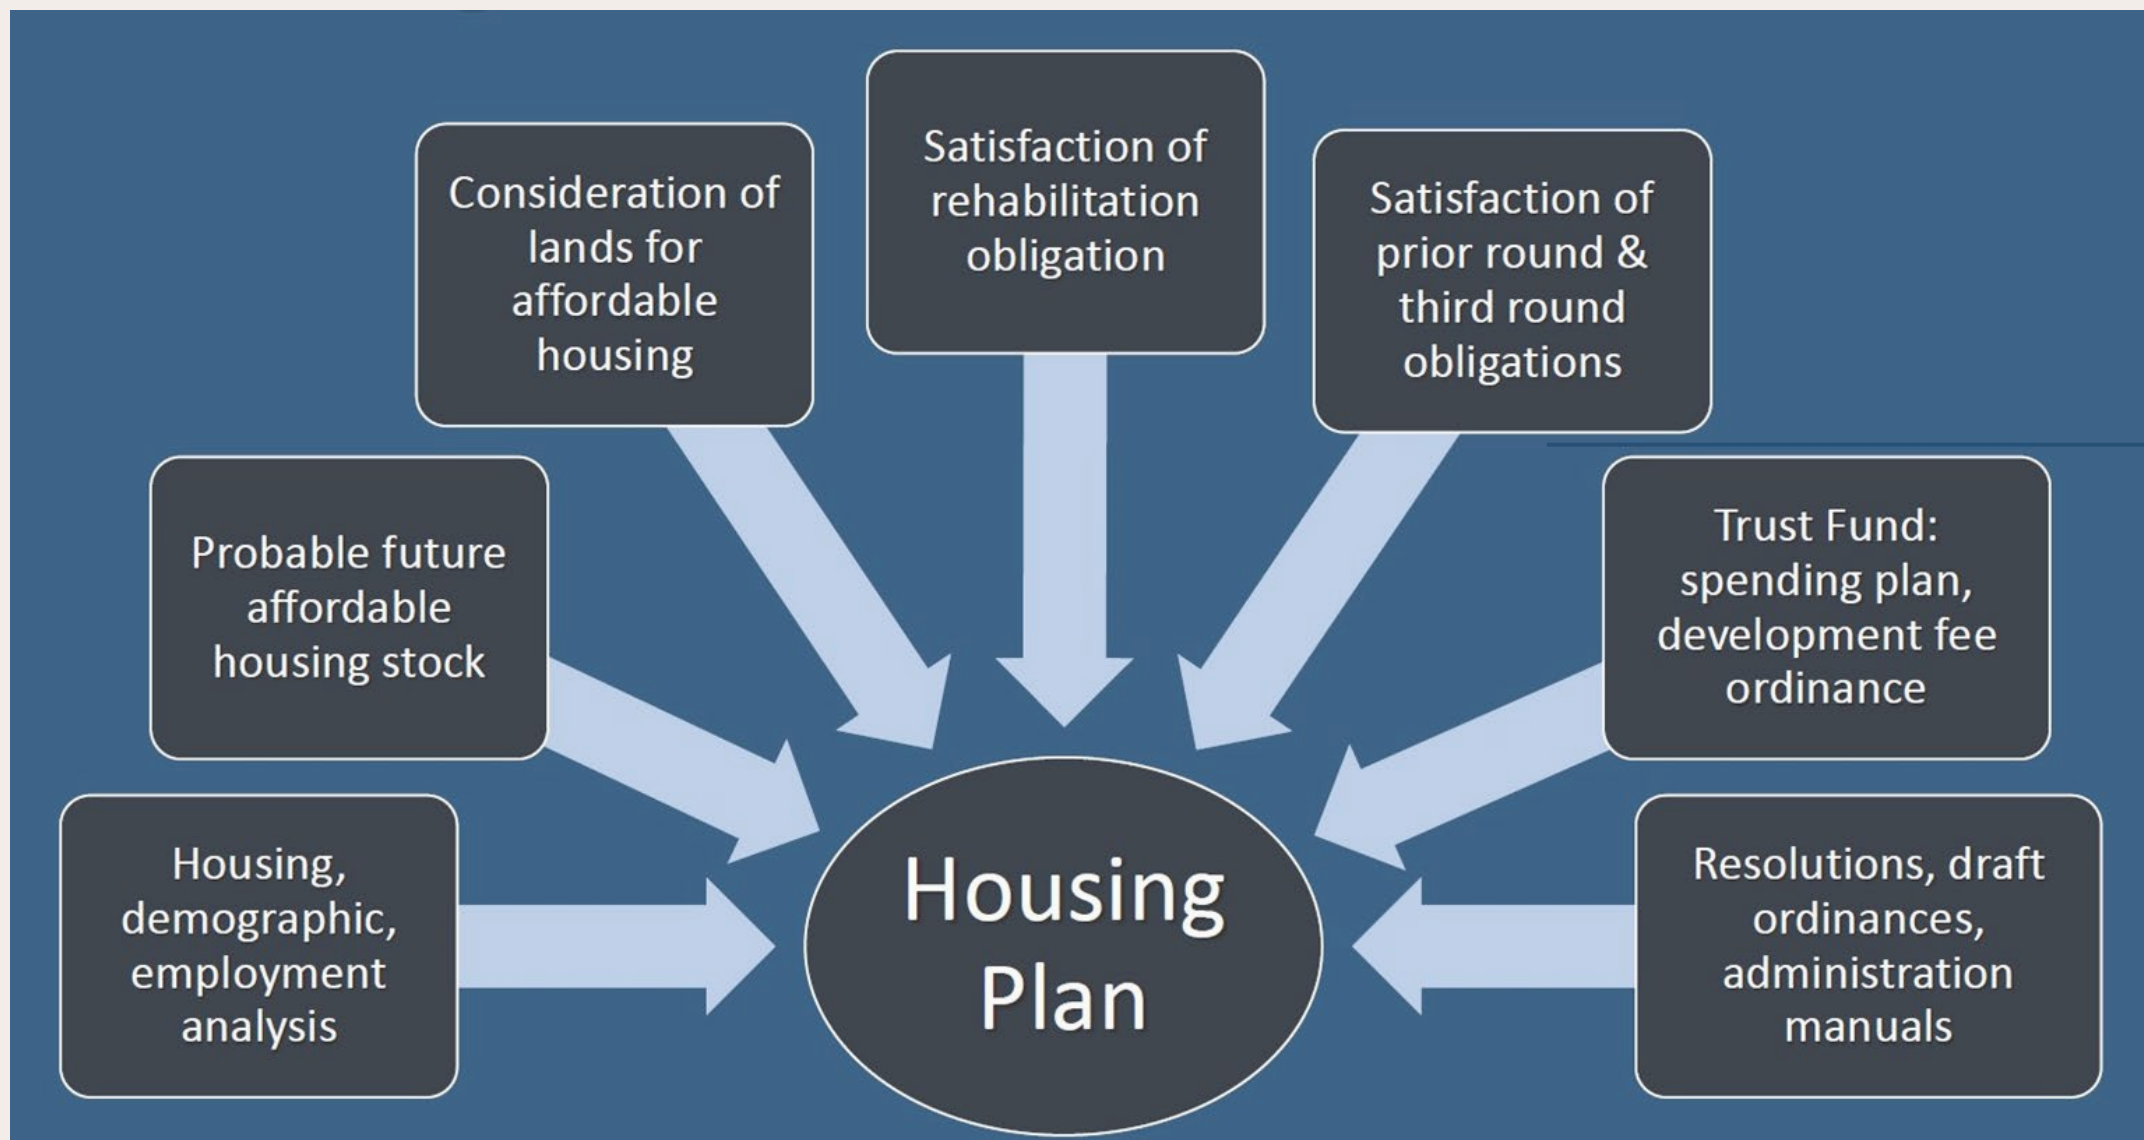 Housing,
demographic,
employment
analysis
Probable future
affordable
housing stock
Consideration of
lands for
affordable
housing
Satisfaction of
rehabilitation
obligation
Satisfaction of
prior round &
third round
obligations
Trust Fund:
spending plan,
development fee
ordinance
Resolutions, draft
ordinances,
administration
manuals
Housing
Plan